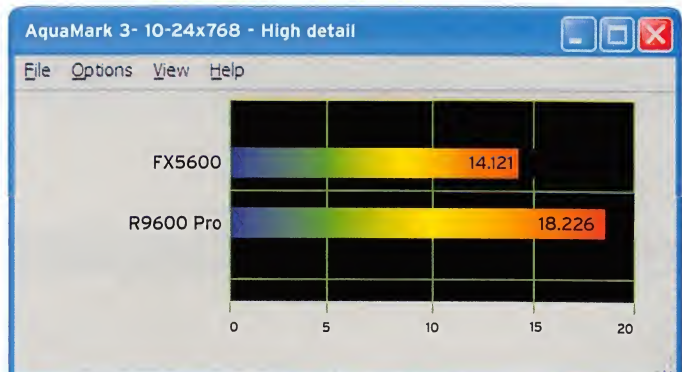 AquaMark 3- 10-24x768 - High detail
File Options View Help
FX5600 14.121
R9600 Pro 18.226
0 5 10 15 20